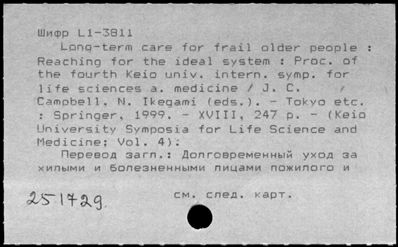 Шифр L1-3811
Long-term care for frail older people :
Reaching for the ideal system : Proc. of
the fourth Keio univ. intern. symp. for
life sciences a. medicine / J. C.
Campbell, N. Ikegami (eds.). - Tokyo etc.
: Springer, 1999. - XVIII, 247 p. - (Keio
University Symposia for Life Science and
Medicine; Vol. 4).
Перевод загл.: Долговременный уход за
хилыми и болезненными лицами пожилого и
см. след. карт.
251729